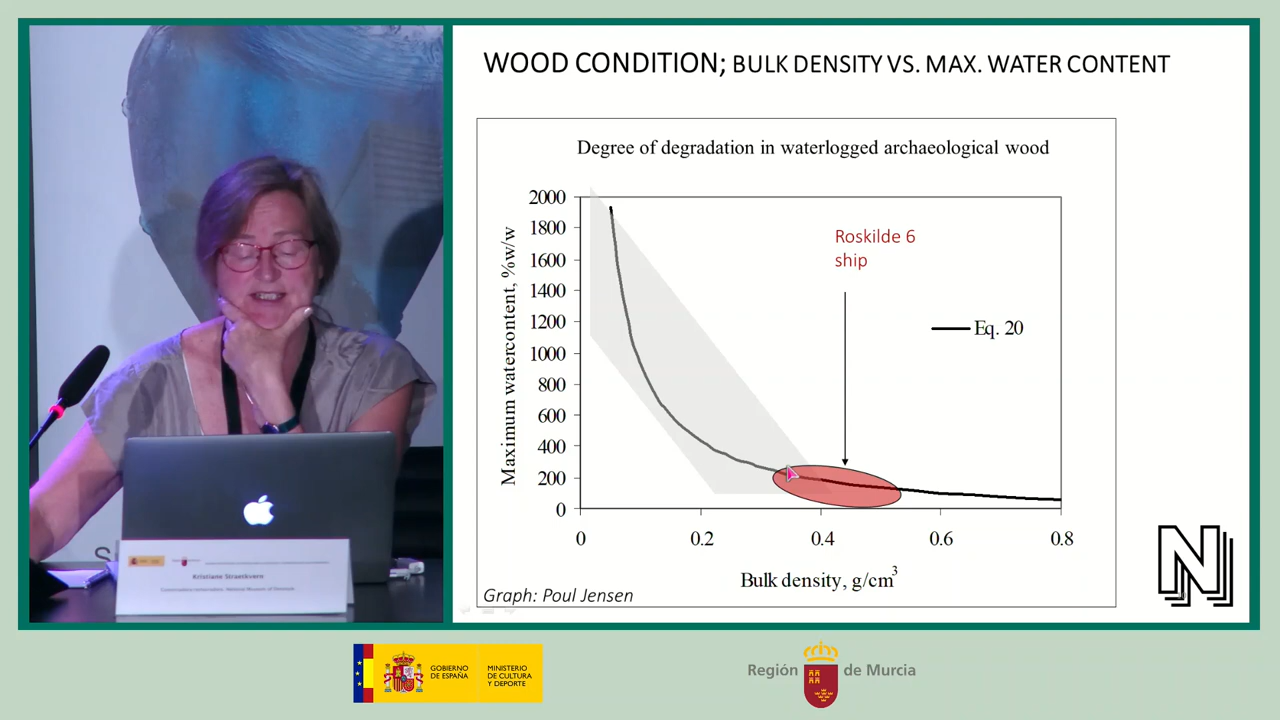 WOOD CONDITION; BULK DENSITY VS. MAX. WATER CONTENT
Degree of degradation in waterlogged archaeological wood
Maximum watercontent, %w/w
2000
1800
1600
1400
1200
1000
800
600
400
200
0
0
0.2
0.4
0.6
0.8
Bulk density, g/cm3
Roskilde 6
ship
Eq. 20
Graph: Poul Jensen
N
Kristiane Straetkvern
GOBIERNO
DE ESPAÑA
MINISTERIO
DE CULTURA
Y DEPORTE
Región de Murcia